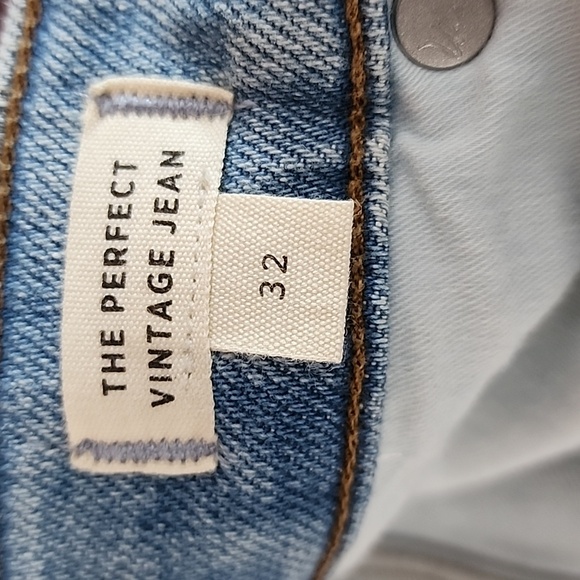 THE PERFECT
VINTAGE JEAN
32